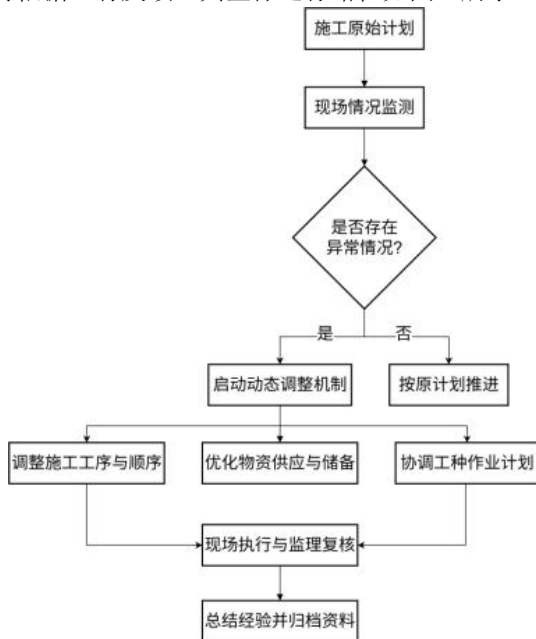 施工原始计划
现场情况监测
是否存在
异常情况?
是
否
启动动态调整机制
按原计划推进
调整施工工序与顺序
优化物资供应与储备
协调工种作业计划
现场执行与监理复核
总结经验并归档资料